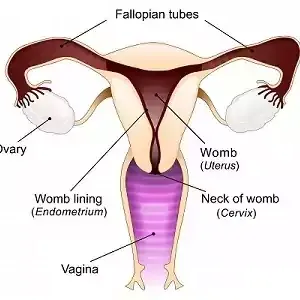 Fallopian tubes
Ovary
Womb
(Uterus)
Womb lining
(Endometrium)
Neck of womb
(Cervix)
Vagina